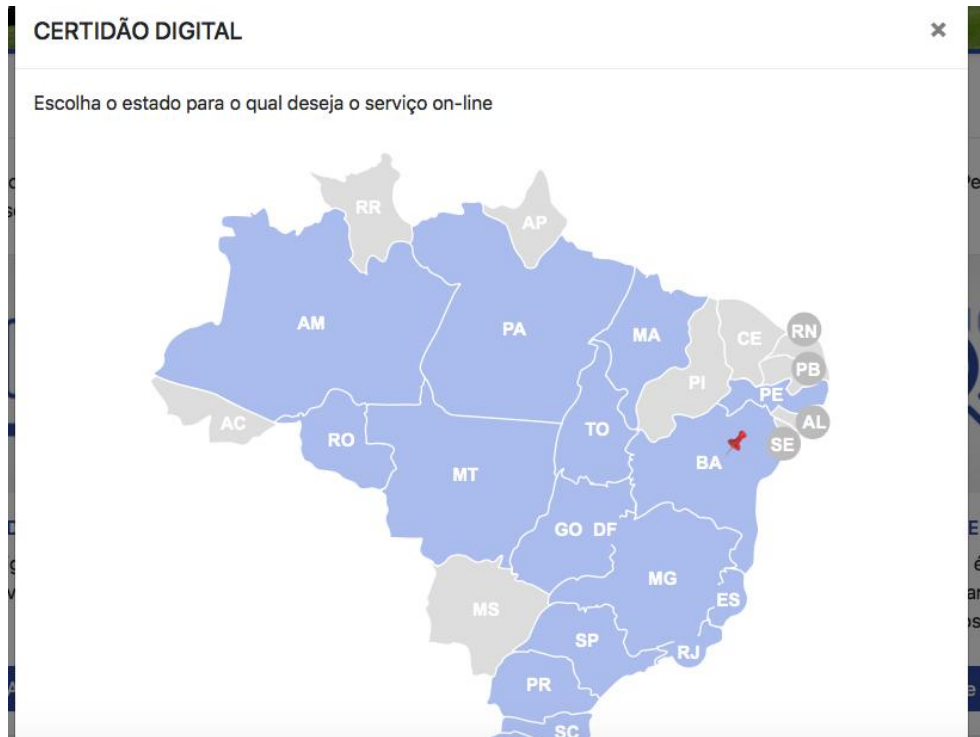 CERTIDÃO DIGITAL
×
Escolha o estado para o qual deseja o serviço on-line
RR
AP
AM
PA
MA
CE
RN
PI
PB
PE
AC
RO
TO
AL
SE
BA
MT
GO DF
MG
MS
ES
SP
RJ
PR
SC